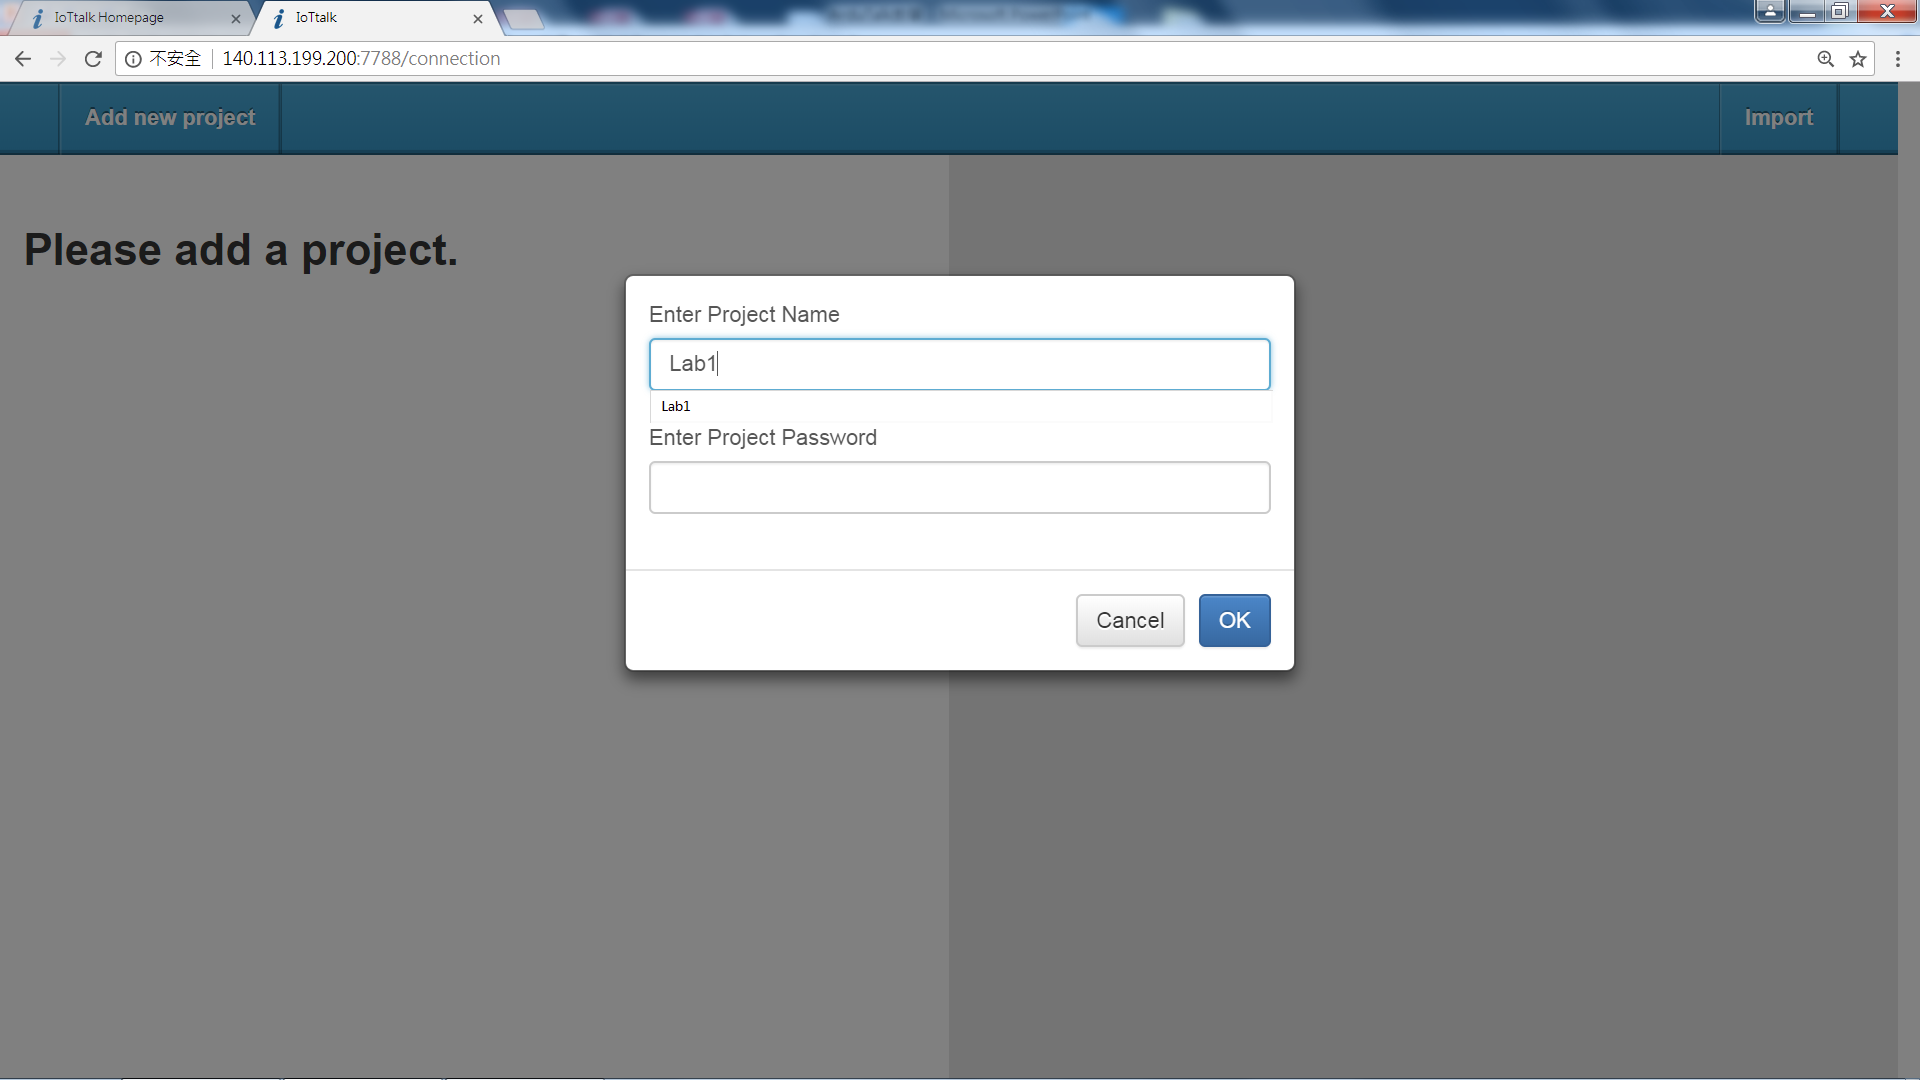 IoTtalk Homepage
IoTtalk
不安全
140.113.199.200:7788/connection
Add new project
Import
Please add a project.
Enter Project Name
Lab1
Lab1
Enter Project Password
Cancel
OK